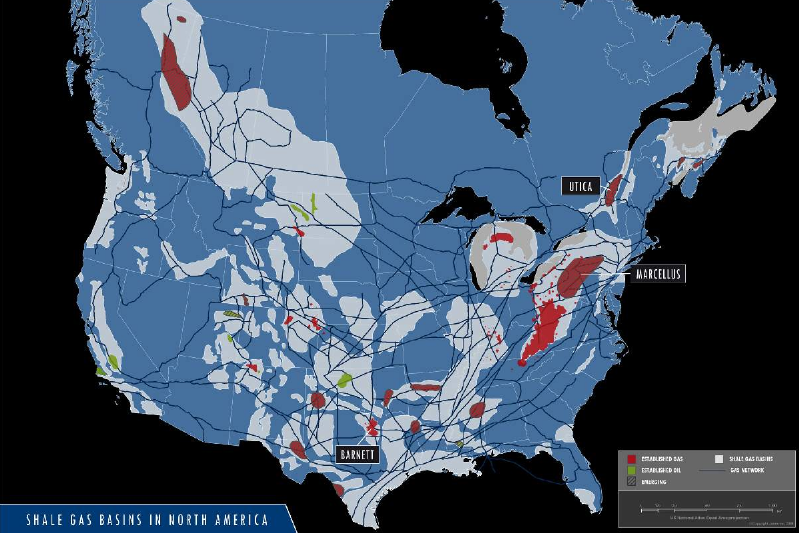 UTICA
MARCELLUS
BARNETT
ESTABLISHED GAS
ESTABLISHED OIL
EMERGING
SHALE GAS BASINS
GAS NETWORK
SHALE GAS BASINS IN NORTH AMERICA